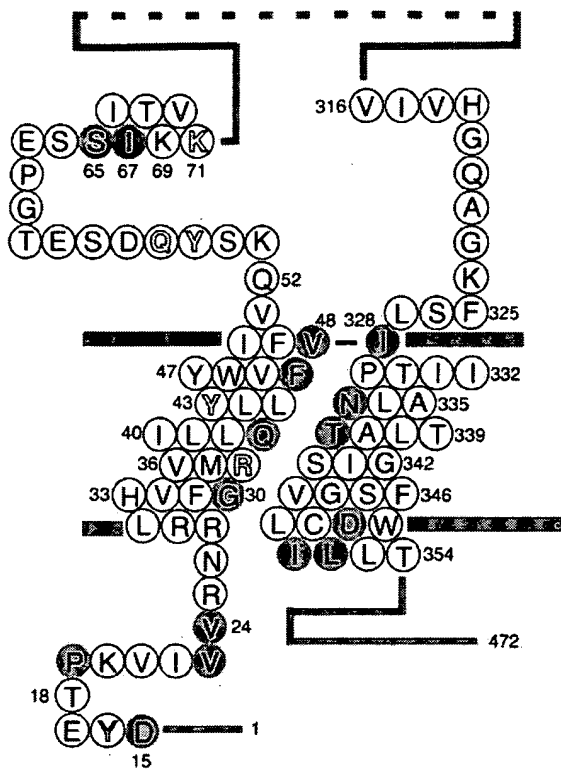 I T V
316 V I V H
E S S I K K
65 67 69 71
G
P
Q
G
A
T E S D Q Y S K
G
Q 52
K
V
L S F 325
I F V 48 328 I
47 Y W V F
P T I I 332
43 Y L L
N L A 335
40 I L L Q
T A L T 339
36 V M R
S I G 342
33 H V F G 30
V G S F 346
L R R
L C D W
N
I L L T 354
R
V 24
472
P K V I V
18 T
E Y D 1
15